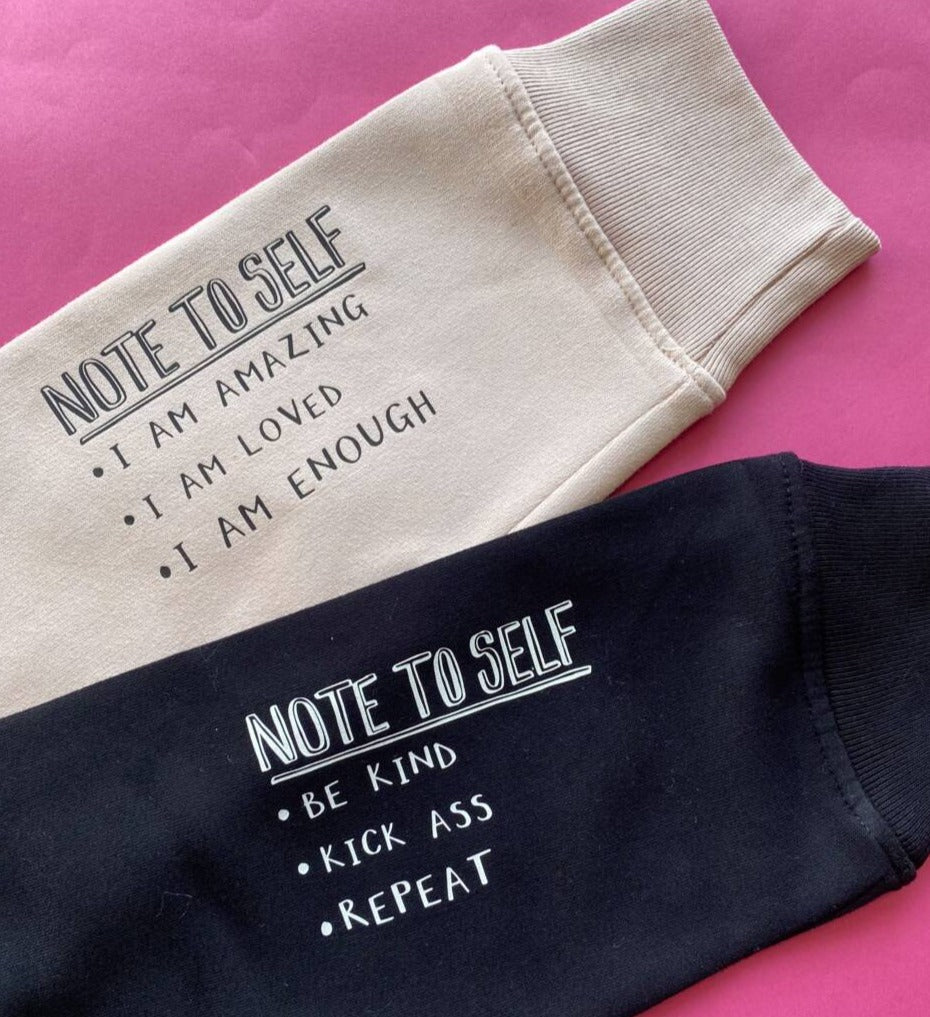 NOTE TO SELF
• I AM AMAZING
• I AM LOVED
• I AM ENOUGH
NOTE TO SELF
• BE KIND
• KICK ASS
• REPEAT